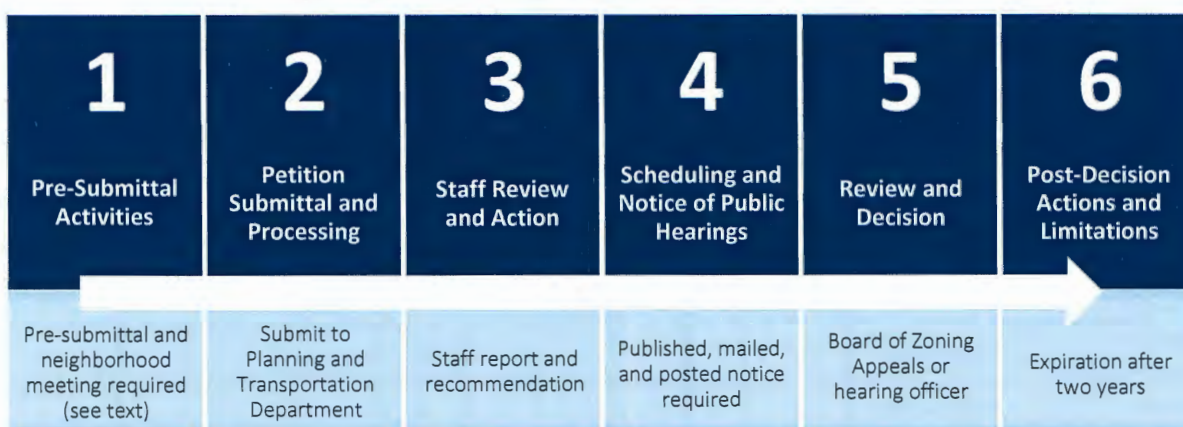 1
Pre-Submittal
Activities
2
Petition
Submittal and
Processing
3
Staff Review
and Action
4
Scheduling and
Notice of Public
Hearings
5
Review and
Decision
6
Post-Decision
Actions and
Limitations
Pre-submittal and
neighborhood
meeting required
(see text)
Submit to
Planning and
Transportation
Department
Staff report and
recommendation
Published, mailed,
and posted notice
required
Board of Zoning
Appeals or
hearing officer
Expiration after
two years